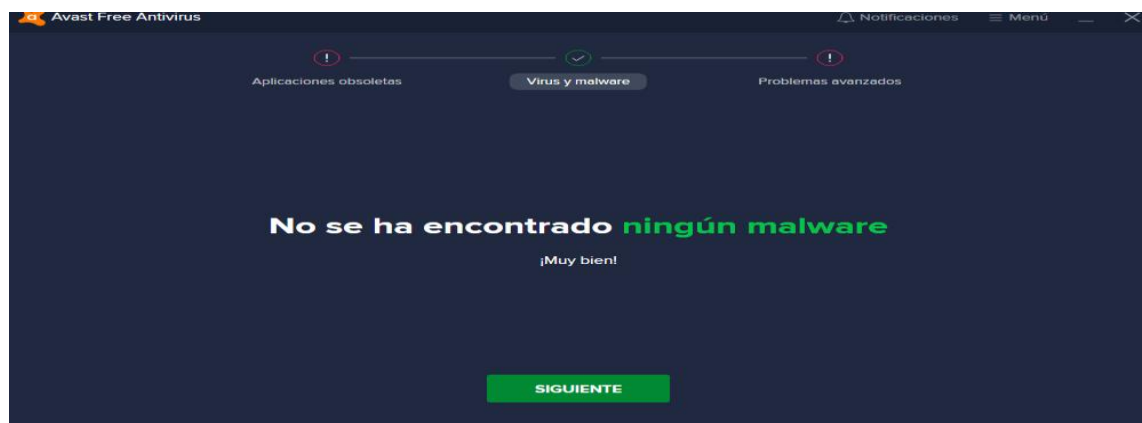 Avast Free Antivirus Notificaciones Menú
Aplicaciones obsoletas Virus y malware Problemas avanzados
No se ha encontrado ningún malware
¡Muy bien!
SIGUIENTE